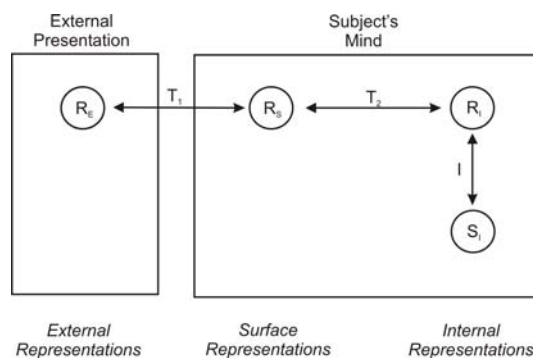 External
Presentation
Subject's
Mind
R_E
T_1
R_S
T_2
R_I
I
S_I
External
Representations
Surface
Representations
Internal
Representations